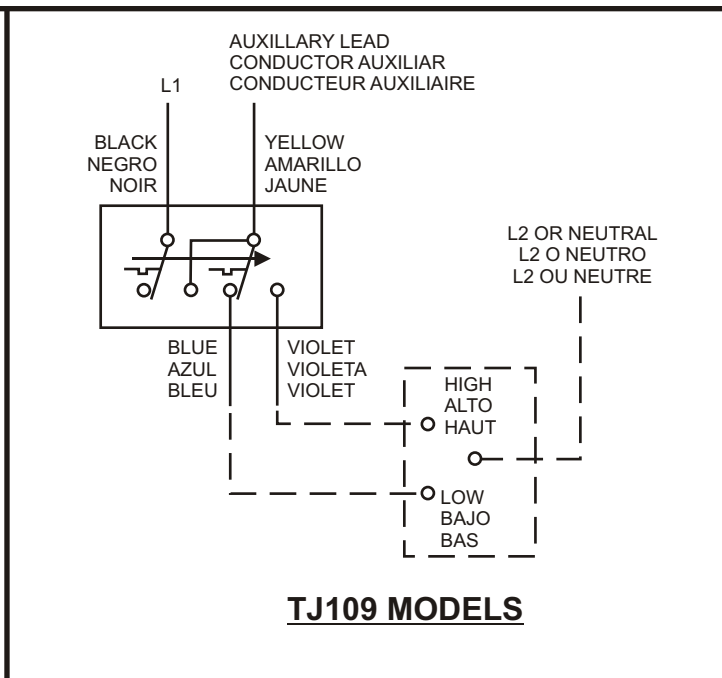 AUXILLARY LEAD
CONDUCTOR AUXILIAR
CONDUCTEUR AUXILIAIRE
L1
BLACK
NEGRO
NOIR
YELLOW
AMARILLO
JAUNE
L2 OR NEUTRAL
L2 O NEUTRO
L2 OU NEUTRE
BLUE
AZUL
BLEU
VIOLET
VIOLETA
VIOLET
HIGH
ALTO
HAUT
LOW
BAJO
BAS
TJ109 MODELS